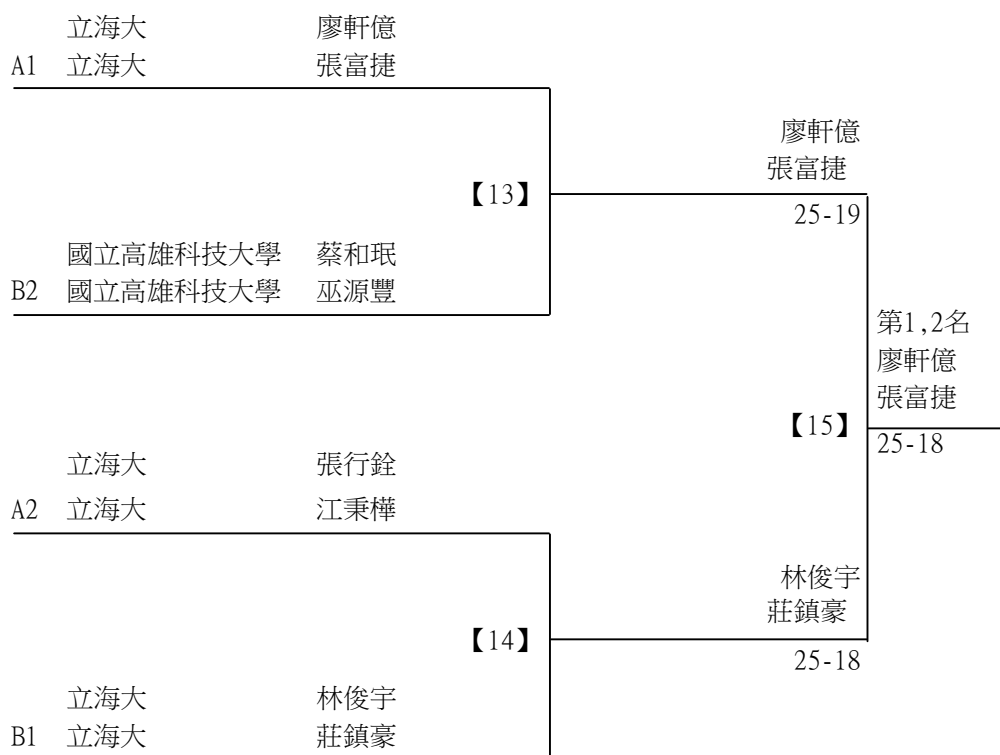 立海大 廖軒億
A1 立海大 張富捷
廖軒億
張富捷
【13】
25-19
國立高雄科技大學 蔡和珉
B2 國立高雄科技大學 巫源豐
第1,2名
廖軒億
張富捷
【15】
25-18
立海大 張行銓
A2 立海大 江秉樺
林俊宇
莊鎮豪
【14】
25-18
立海大 林俊宇
B1 立海大 莊鎮豪